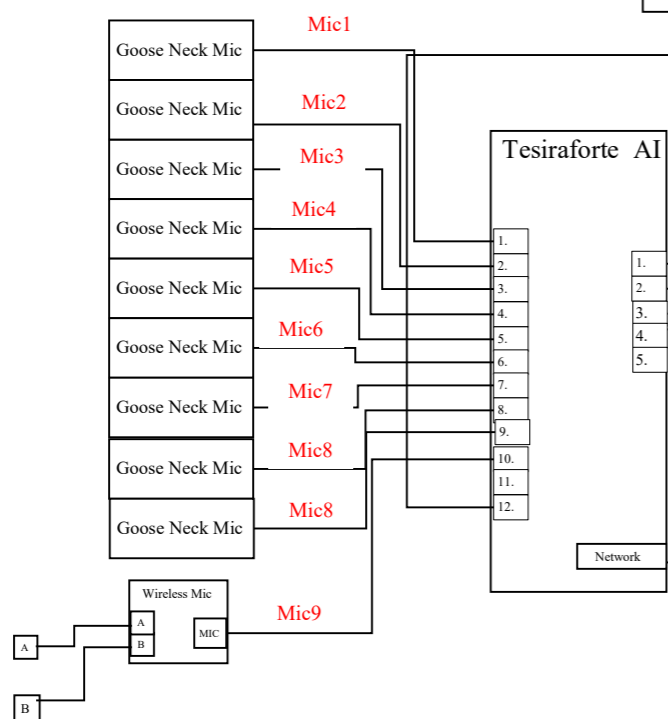 Mic1
Goose Neck Mic
Mic2
Goose Neck Mic
Mic3
Goose Neck Mic
Mic4
Goose Neck Mic
Mic5
Goose Neck Mic
Mic6
Goose Neck Mic
Mic7
Goose Neck Mic
Mic8
Goose Neck Mic
Mic8
Goose Neck Mic
Tesiraforte AI
1.
2.
3.
4.
5.
6.
7.
8.
9.
10.
11.
12.
1.
2.
3.
4.
5.
Network
Wireless Mic
A
B
MIC
Mic9
A
B